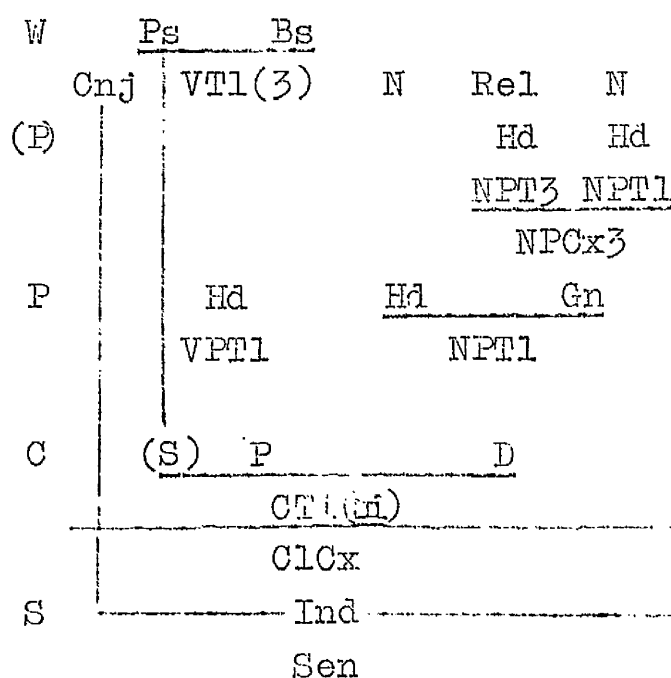 W Ps Bs
Cnj VT1(3) N Rel N
(P) Hd Hd
NPT3 NPT1
NPCx3
P Hd Hd Gn
VPT1 NPT1
C (S) P D
ClCx
S Ind
Sen